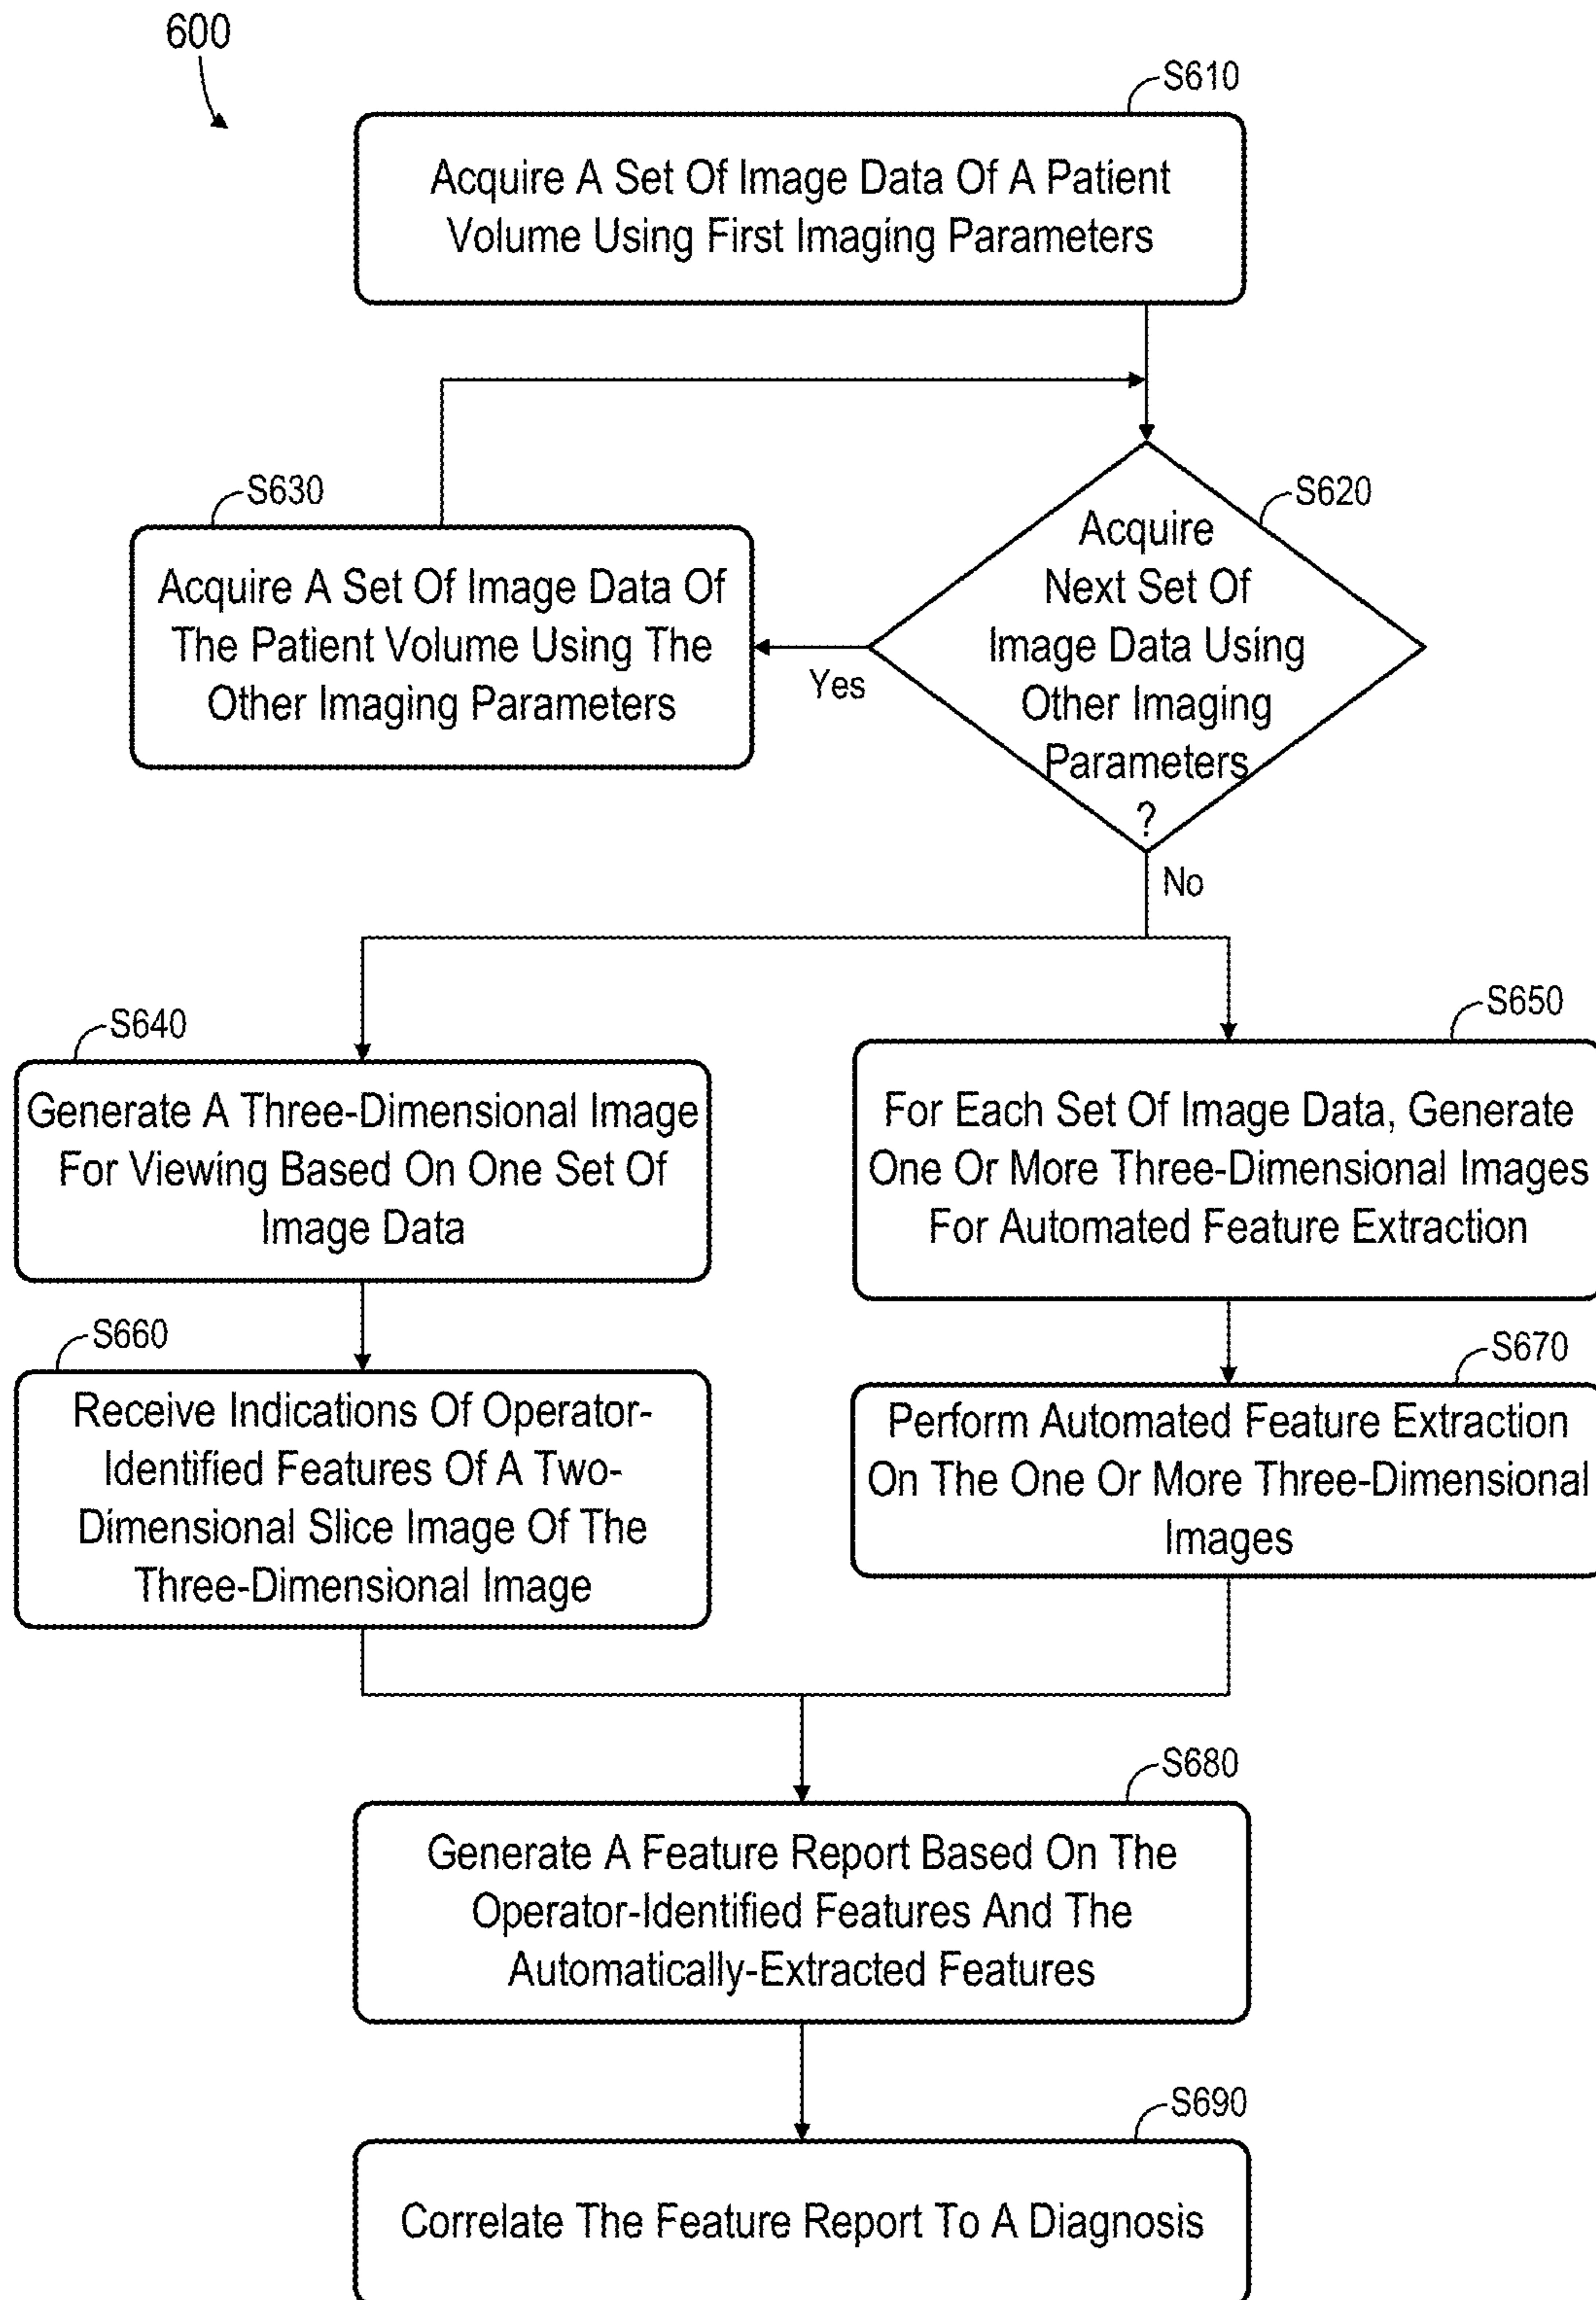 600
S610
Acquire A Set Of Image Data Of A Patient
Volume Using First Imaging Parameters
S620
Acquire
Next Set Of
Image Data Using
Other Imaging
Parameters
?
S630
Acquire A Set Of Image Data Of
The Patient Volume Using The
Other Imaging Parameters
Yes
No
S640
Generate A Three-Dimensional Image
For Viewing Based On One Set Of
Image Data
S650
For Each Set Of Image Data, Generate
One Or More Three-Dimensional Images
For Automated Feature Extraction
S660
Receive Indications Of Operator-
Identified Features Of A Two-
Dimensional Slice Image Of The
Three-Dimensional Image
S670
Perform Automated Feature Extraction
On The One Or More Three-Dimensional
Images
S680
Generate A Feature Report Based On The
Operator-Identified Features And The
Automatically-Extracted Features
S690
Correlate The Feature Report To A Diagnosis